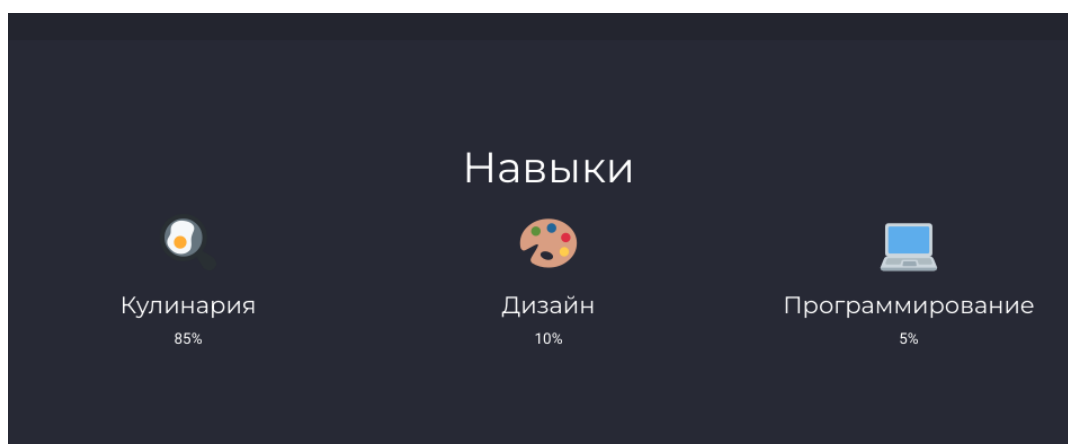 Навыки
Кулинария
85%
Дизайн
10%
Программирование
5%